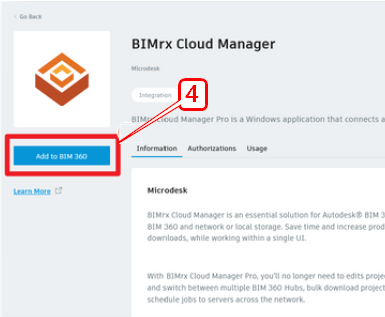 Go Back
BIMrx Cloud Manager
Microdesk
Integration
4
BIMrx Cloud Manager Pro is a Windows application that connects a
Add to BIM 360
Information Authorizations Usage
Learn More
Microdesk
BIMrx Cloud Manager is an essential solution for Autodesk® BIM 3
BIM 360 and network or local storage. Save time and increase prod
downloads, while working within a single UI.
With BIMrx Cloud Manager Pro, you'll no longer need to edits proje
and switch between multiple BIM 360 Hubs, bulk download project
schedule jobs to servers across the network.